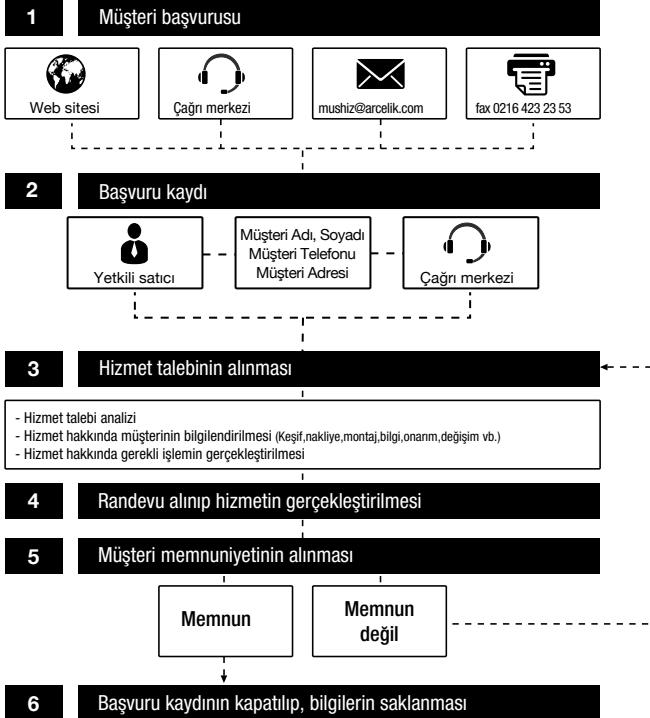 1 Müşteri başvurusu
Web sitesi
Çağrı merkezi
mushiz@arcelik.com
fax 0216 423 23 53
2 Başvuru kaydı
Yetkili satıcı
Müşteri Adı, Soyadı
Müşteri Telefonu
Müşteri Adresi
Çağrı merkezi
3 Hizmet talebinin alınması
- Hizmet talebi analizi
- Hizmet hakkında müşterinin bilgilendirilmesi (Keşif,nakliye,montaj,bilgi,onarım,değişim vb.)
- Hizmet hakkında gerekli işlemin gerçekleştirilmesi
4 Randevu alınıp hizmetin gerçekleştirilmesi
5 Müşteri memnuniyetinin alınması
Memnun
Memnun
değil
6 Başvuru kaydının kapatılıp, bilgilerin saklanması